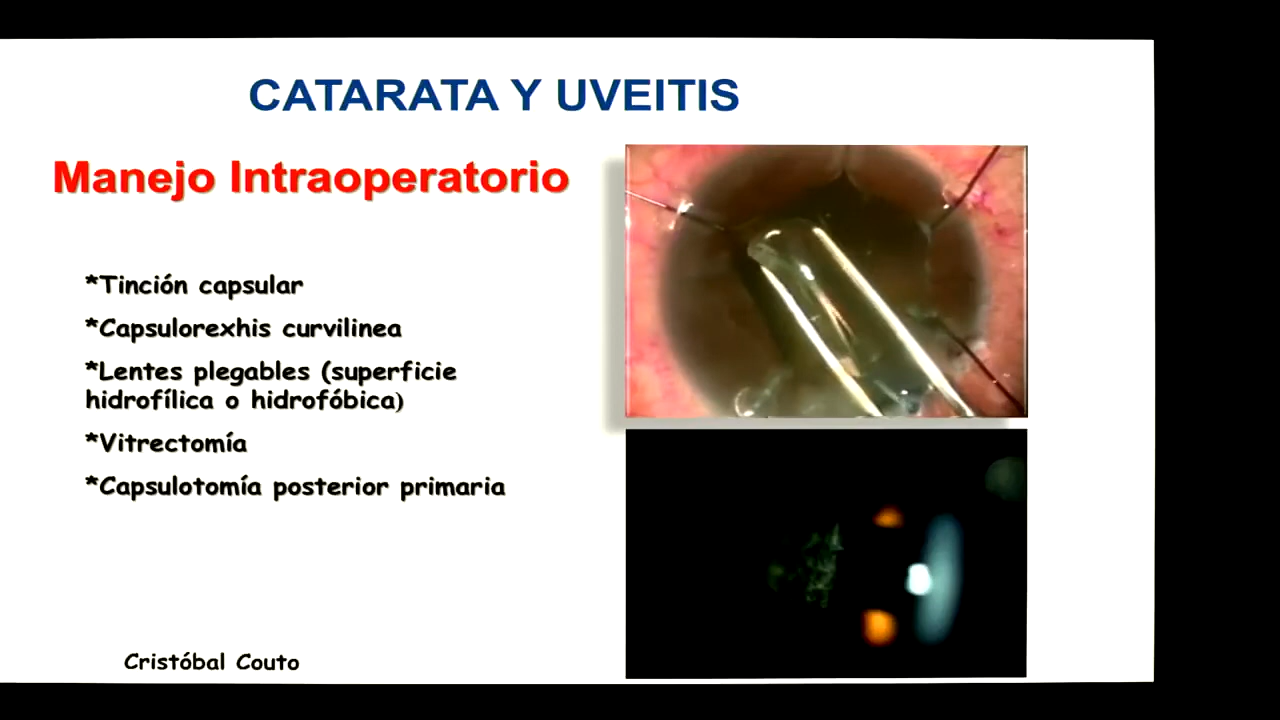 CATARATA Y UVEITIS
Manejo Intraoperatorio
*Tinción capsular
*Capsulorexhis curvilinea
*Lentes plegables (superficie
hidrofílica o hidrofóbica)
*Vitrectomía
*Capsulotomía posterior primaria
Cristóbal Couto